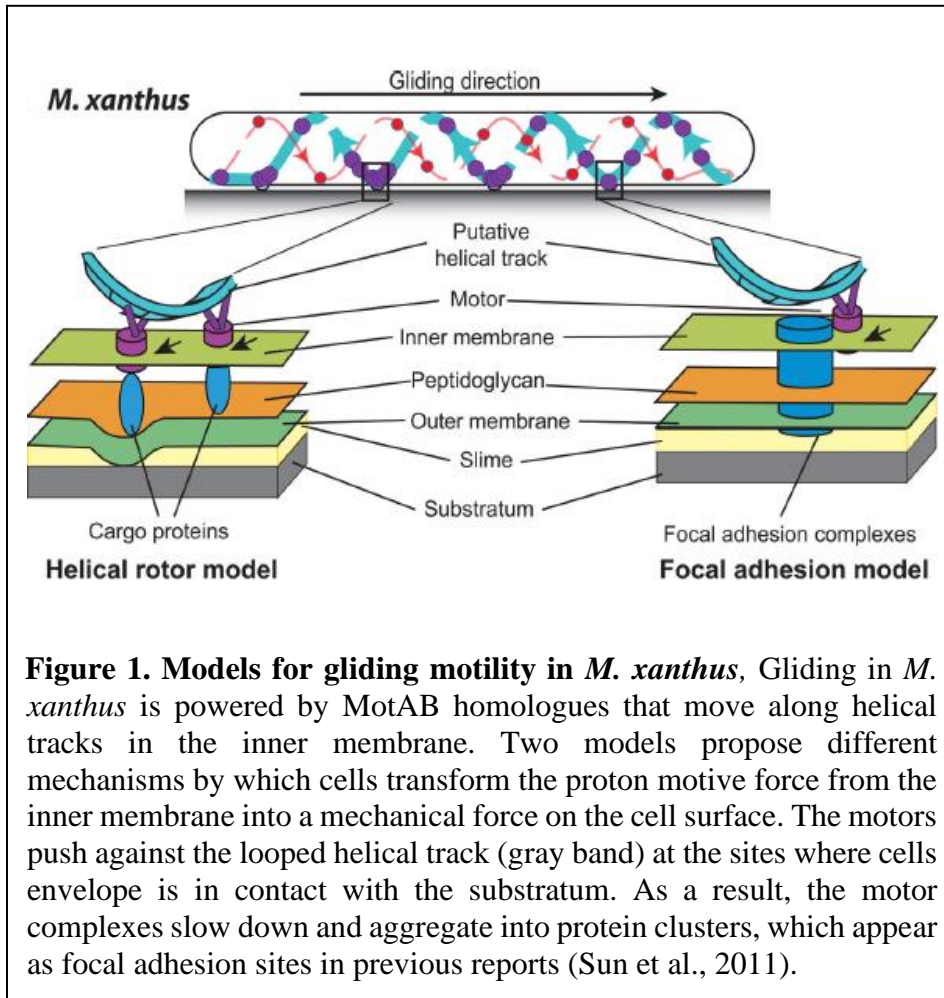 Gliding direction
M. xanthus
Putative
helical track
Motor
Inner membrane
Peptidoglycan
Outer membrane
Slime
Substratum
Cargo proteins
Focal adhesion complexes
Helical rotor model
Focal adhesion model
Figure 1. Models for gliding motility in M. xanthus, Gliding in M.
xanthus is powered by MotAB homologues that move along helical
tracks in the inner membrane. Two models propose different
mechanisms by which cells transform the proton motive force from the
inner membrane into a mechanical force on the cell surface. The motors
push against the looped helical track (gray band) at the sites where cells
envelope is in contact with the substratum. As a result, the motor
complexes slow down and aggregate into protein clusters, which appear
as focal adhesion sites in previous reports (Sun et al., 2011).